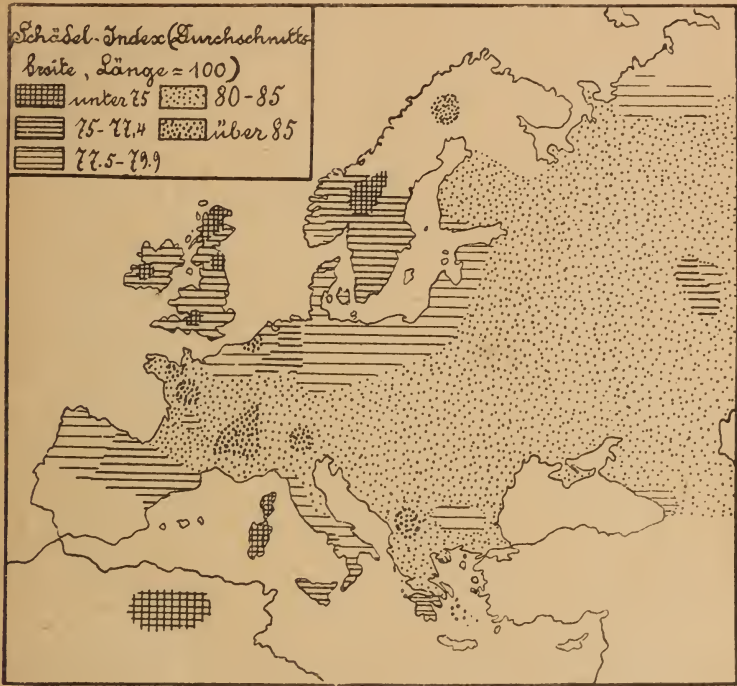 Schädel-Index (Durchschnitts-
breite, Länge = 100)
unter 75 80-85
75-77,4 über 85
77.5-79.9